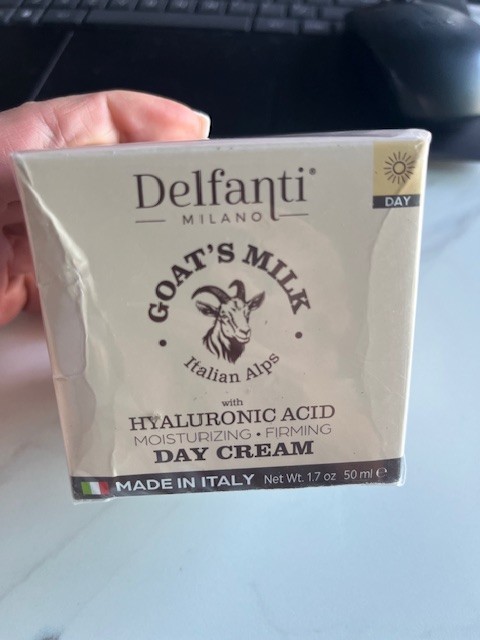 Delfanti®
MILANO
DAY
GOAT'S MILK
Italian Alps
with
HYALURONIC ACID
MOISTURIZING • FIRMING
DAY CREAM
MADE IN ITALY Net Wt. 1.7 oz 50 ml ℮